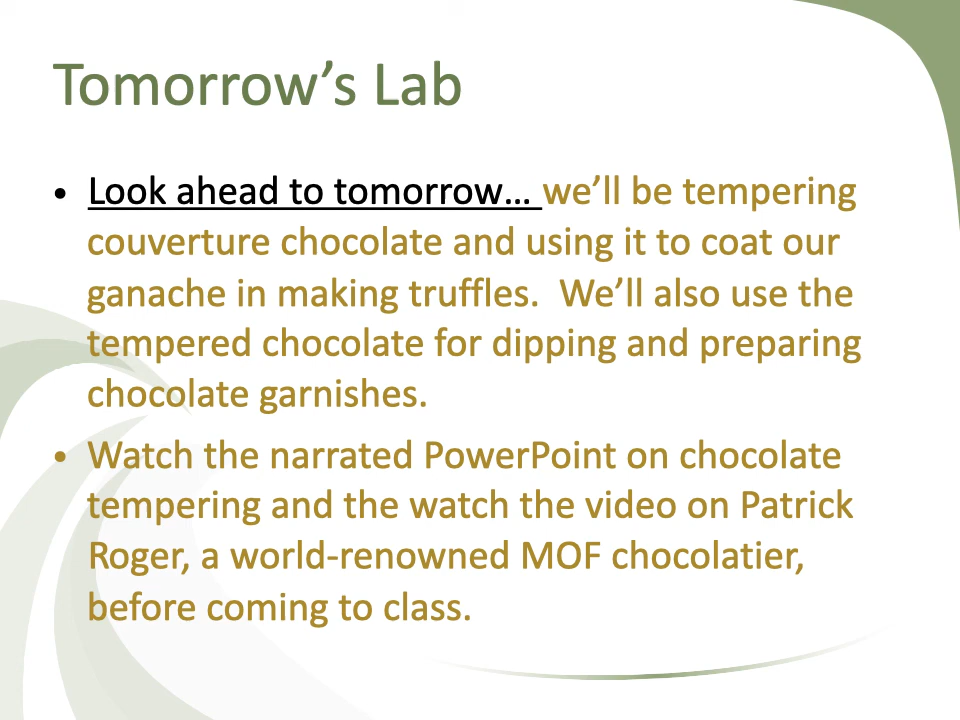 Tomorrow’s Lab
• Look ahead to tomorrow… we’ll be tempering
couverture chocolate and using it to coat our
ganache in making truffles.  We’ll also use the
tempered chocolate for dipping and preparing
chocolate garnishes.
• Watch the narrated PowerPoint on chocolate
tempering and the watch the video on Patrick
Roger, a world-renowned MOF chocolatier,
before coming to class.